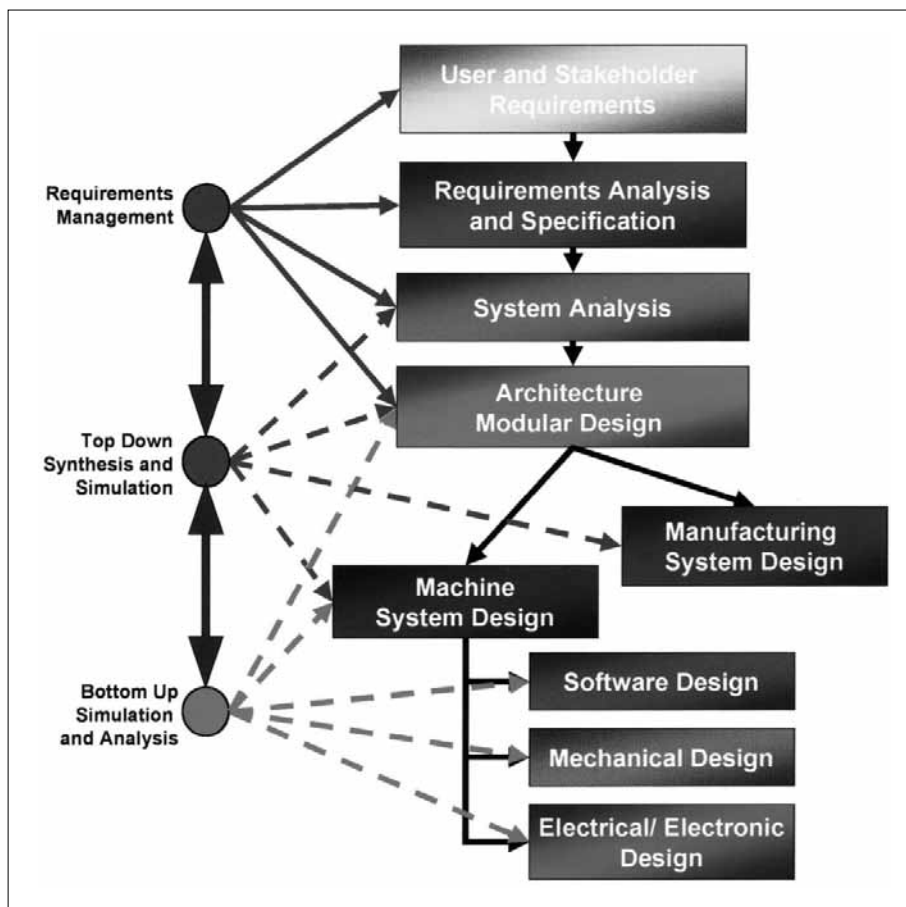 User and Stakeholder
Requirements
Requirements
Management
Requirements Analysis
and Specification
System Analysis
Architecture
Modular Design
Top Down
Synthesis and
Simulation
Manufacturing
System Design
Machine
System Design
Bottom Up
Simulation
and Analysis
Software Design
Mechanical Design
Electrical/ Electronic
Design